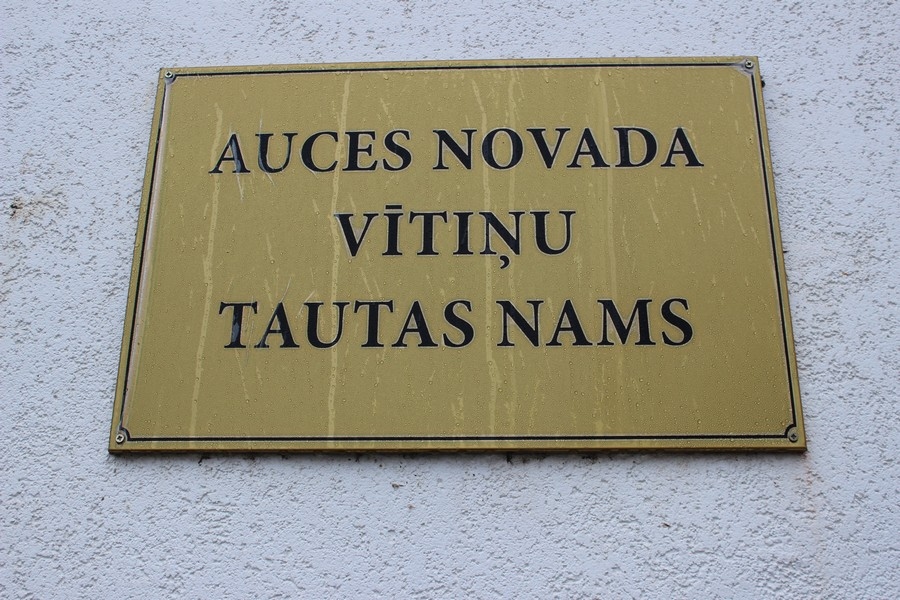 AUCES NOVADA
VĪTIŅU
TAUTAS NAMS